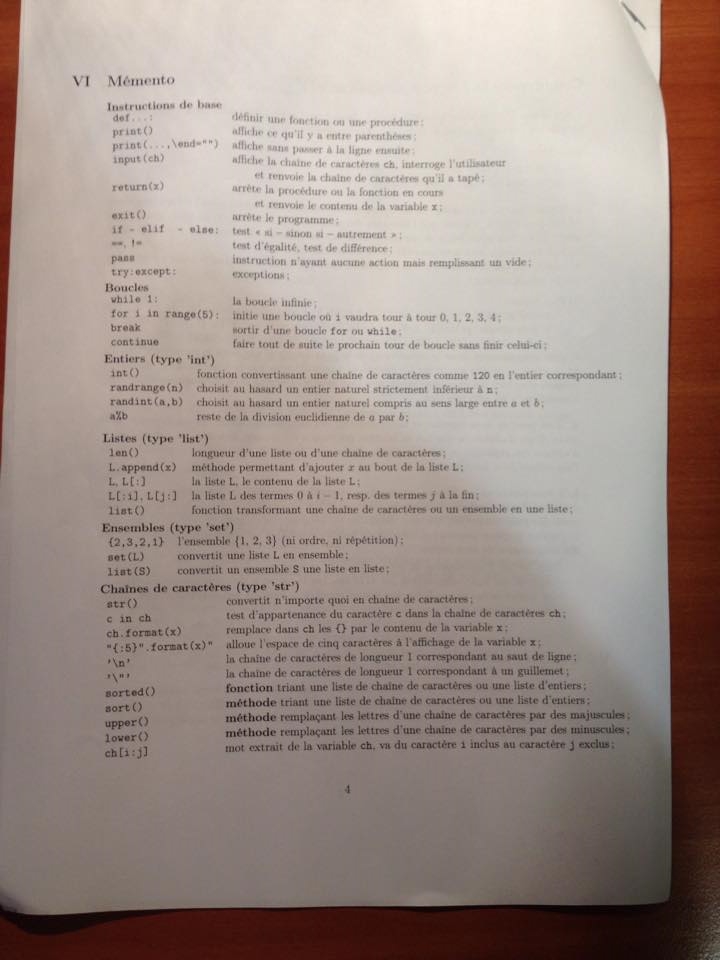 VI Mémento
Instructions de base
def...: définir une fonction ou une procédure ;
print() affiche ce qu'il y a entre parenthèses ;
print(...,\end="") affiche sans passer à la ligne ensuite ;
input(ch) affiche la chaîne de caractères ch, interroge l'utilisateur
et renvoie la chaîne de caractères qu'il a tapé ;
return(x) arrête la procédure ou la fonction en cours
et renvoie le contenu de la variable x ;
exit() arrête le programme ;
if - elif - else: test « si – sinon si – autrement » ;
==, != test d'égalité, test de différence ;
pass instruction n'ayant aucune action mais remplissant un vide ;
try:except: exceptions ;
Boucles
while 1: la boucle infinie ;
for i in range(5): initie une boucle où i vaudra tour à tour 0, 1, 2, 3, 4 ;
break sortir d'une boucle for ou while ;
continue faire tout de suite le prochain tour de boucle sans finir celui-ci ;
Entiers (type 'int')
int() fonction convertissant une chaîne de caractères comme 120 en l'entier correspondant ;
randrange(n) choisit au hasard un entier naturel strictement inférieur à n ;
randint(a,b) choisit au hasard un entier naturel compris au sens large entre a et b ;
a%b reste de la division euclidienne de a par b ;
Listes (type 'list')
len() longueur d'une liste ou d'une chaîne de caractères ;
L.append(x) méthode permettant d'ajouter x au bout de la liste L ;
L, L[:] la liste L, le contenu de la liste L ;
L[:i], L[j:] la liste L des termes 0 à i − 1, resp. des termes j à la fin ;
list() fonction transformant une chaîne de caractères ou un ensemble en une liste ;
Ensembles (type 'set')
{2,3,2,1} l'ensemble {1, 2, 3} (ni ordre, ni répétition) ;
set(L) convertit une liste L en ensemble ;
list(S) convertit un ensemble S une liste en liste ;
Chaînes de caractères (type 'str')
str() convertit n'importe quoi en chaîne de caractères ;
c in ch test d'appartenance du caractère c dans la chaîne de caractères ch ;
ch.format(x) remplace dans ch les {} par le contenu de la variable x ;
"{:5}".format(x)" alloue l'espace de cinq caractères à l'affichage de la variable x ;
'\n' la chaîne de caractères de longueur 1 correspondant au saut de ligne ;
'\"' la chaîne de caractères de longueur 1 correspondant à un guillemet ;
sorted() fonction triant une liste de chaîne de caractères ou une liste d'entiers ;
sort() méthode triant une liste de chaîne de caractères ou une liste d'entiers ;
upper() méthode remplaçant les lettres d'une chaîne de caractères par des majuscules ;
lower() méthode remplaçant les lettres d'une chaîne de caractères par des minuscules ;
ch[i:j] mot extrait de la variable ch, va du caractère i inclus au caractère j exclus ;
4